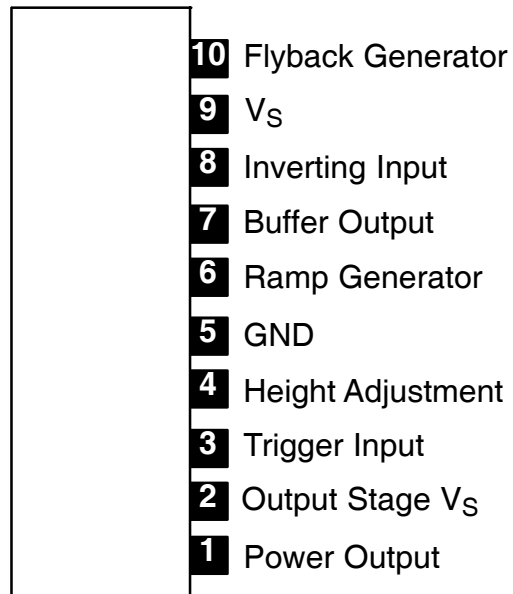 10 Flyback Generator
9 VS
8 Inverting Input
7 Buffer Output
6 Ramp Generator
5 GND
4 Height Adjustment
3 Trigger Input
2 Output Stage VS
1 Power Output